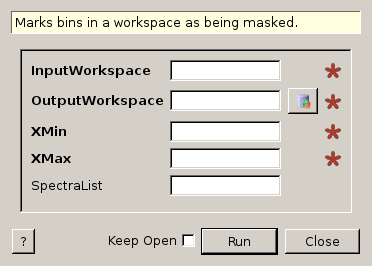 Marks bins in a workspace as being masked.
InputWorkspace
OutputWorkspace
XMin
XMax
SpectraList
? Keep Open Run Close